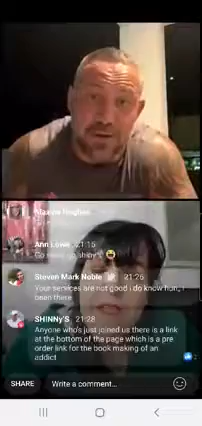 Ann Lowe 21:15
Steven Mark Noble 21:26
Your services are not good i do know him, i
been there
SHiNNy'S 21:28
Anyone who's just joined us there is a link
at the bottom of the page which is a pre
order link for the book making of an
addict
SHARE
Write a comment...